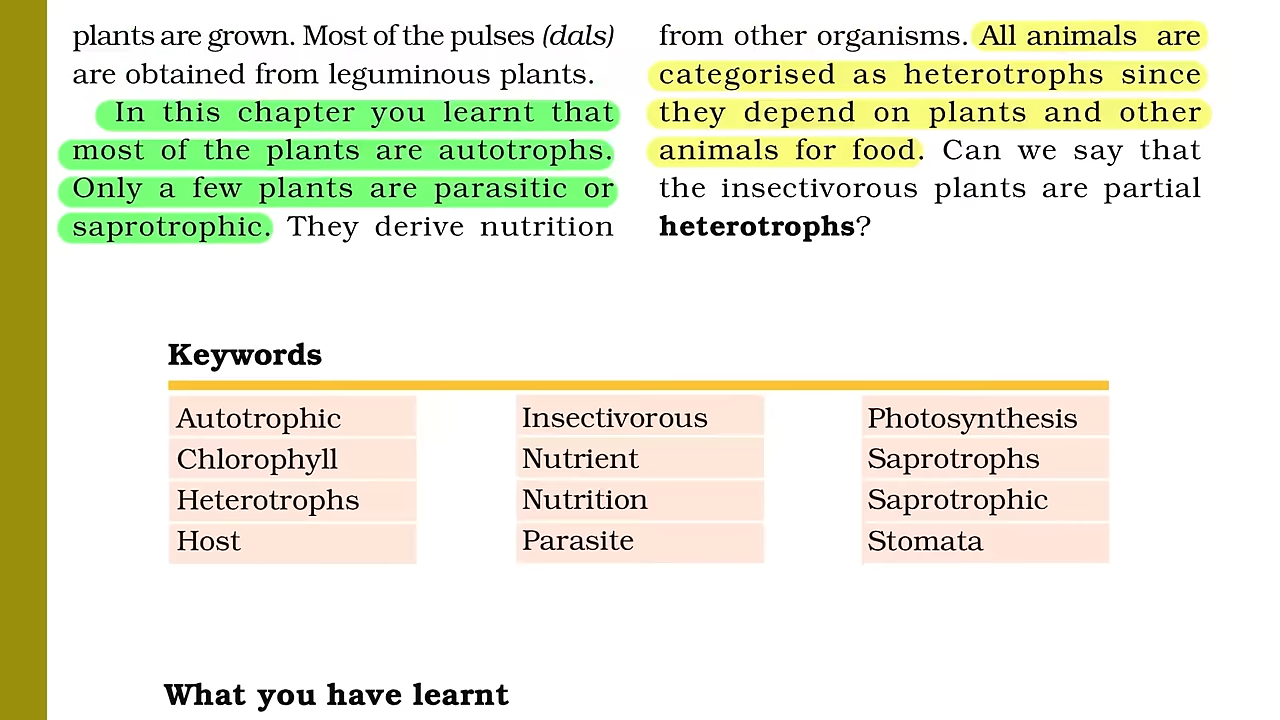 plants are grown. Most of the pulses (dals)
are obtained from leguminous plants.
In this chapter you learnt that
most of the plants are autotrophs.
Only a few plants are parasitic or
saprotrophic. They derive nutrition
from other organisms. All animals are
categorised as heterotrophs since
they depend on plants and other
animals for food. Can we say that
the insectivorous plants are partial
heterotrophs?
Keywords
Autotrophic
Chlorophyll
Heterotrophs
Host
Insectivorous
Nutrient
Nutrition
Parasite
Photosynthesis
Saprotrophs
Saprotrophic
Stomata
What you have learnt